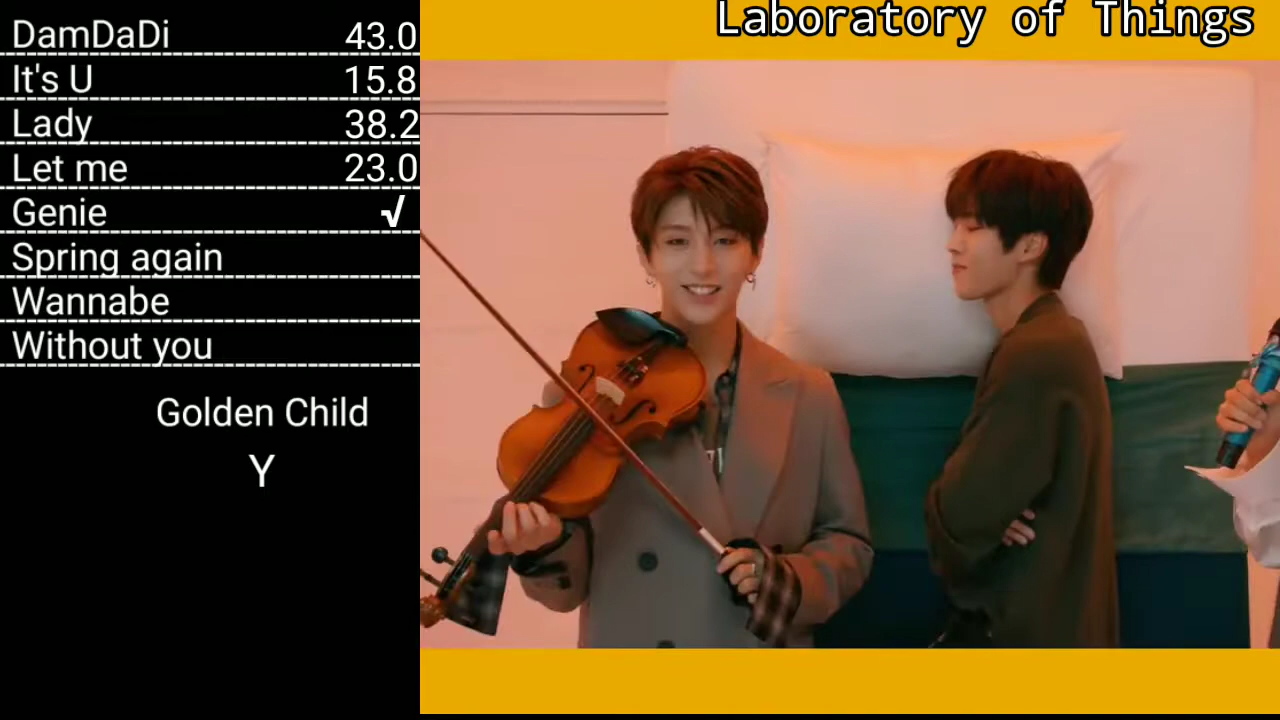 Laboratory of Things
DamDaDi 43.0
It's U 15.8
Lady 38.2
Let me 23.0
Genie √
Spring again
Wannabe
Without you
Golden Child
Y